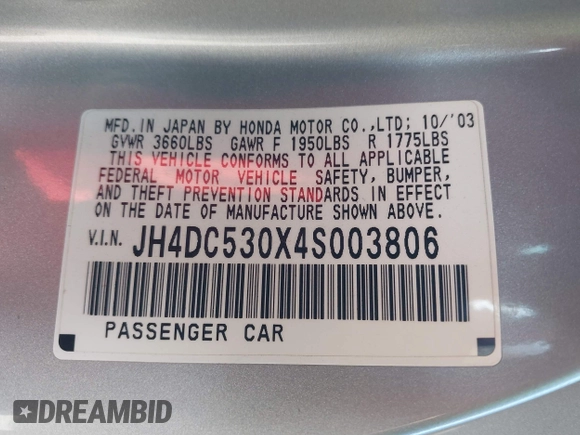 MFD.IN JAPAN BY HONDA MOTOR CO.,LTD; 10/'03
GVWR 3660LBS GAWR F 1950LBS R 1775LBS
THIS VEHICLE CONFORMS TO ALL APPLICABLE
FEDERAL MOTOR VEHICLE SAFETY, BUMPER,
AND THEFT PREVENTION STANDARDS IN EFFECT
ON THE DATE OF MANUFACTURE SHOWN ABOVE.
V.I.N. JH4DC530X4S003806
PASSENGER CAR
DREAMBID